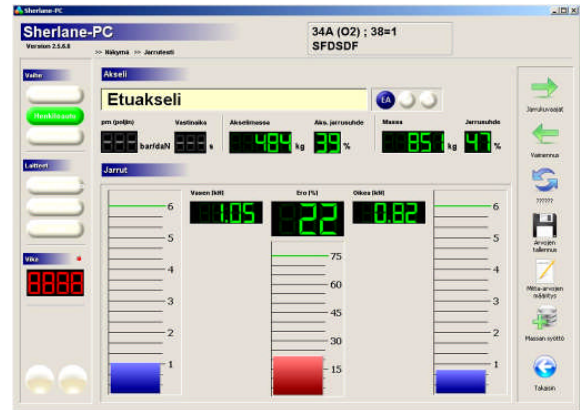 Sherlane-PC
Sherlane-PC
Version 2.5.6.8
>> Näkymä >> Jarrutesti
34A (O2) ; 38=1
SFDSDF
Vaihe
Henkilöauto
Laitteet
Vika
8888
Akseli
Etuakseli
EA
pm (poljin)
bar/daN
Vastinaika
s
Akselimassa
484 kg
Aks. jarrusuhde
39 %
Massa
851 kg
Jarrusuhde
47 %
Jarrut
Vasen [kN]
1.05
Ero [%]
22
Oikea [kN]
0.82
6
5
4
3
2
1
75
60
45
30
15
6
5
4
3
2
1
Jarrukuvaajat
Vaimennus
??????
Arvojen
tallennus
Mitta-arvojen
määritys
Massan syöttö
Takaisin